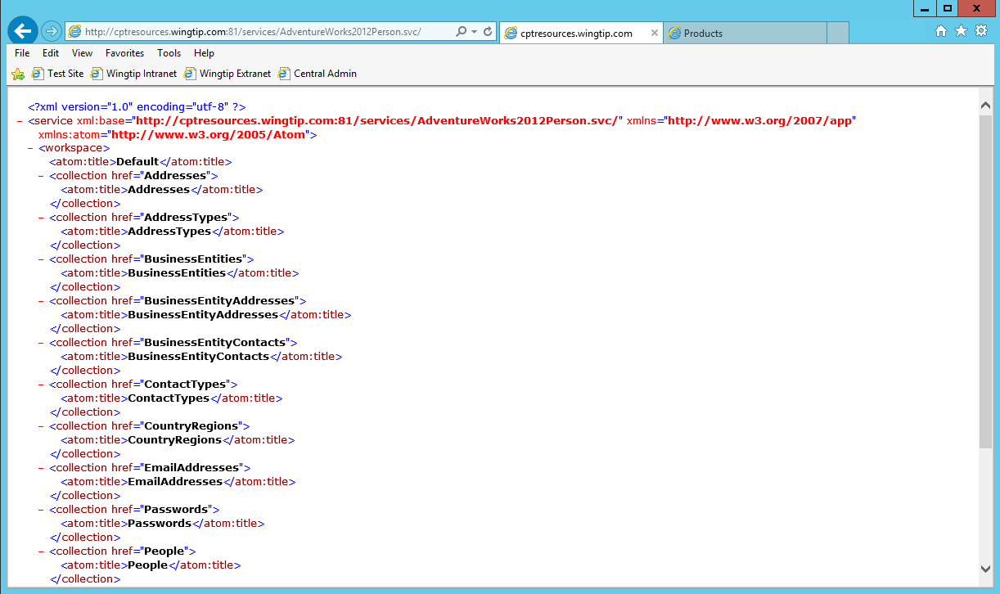 http://cptresources.wingtip.com:81/services/AdventureWorks2012Person.svc/
cptresources.wingtip.com
Products
File Edit View Favorites Tools Help
Test Site Wingtip Intranet Wingtip Extranet Central Admin
<?xml version="1.0" encoding="utf-8" ?>
- <service xml:base="http://cptresources.wingtip.com:81/services/AdventureWorks2012Person.svc/" xmlns="http://www.w3.org/2007/app"
xmlns:atom="http://www.w3.org/2005/Atom">
- <workspace>
<atom:title>Default</atom:title>
- <collection href="Addresses">
<atom:title>Addresses</atom:title>
</collection>
- <collection href="AddressTypes">
<atom:title>AddressTypes</atom:title>
</collection>
- <collection href="BusinessEntities">
<atom:title>BusinessEntities</atom:title>
</collection>
- <collection href="BusinessEntityAddresses">
<atom:title>BusinessEntityAddresses</atom:title>
</collection>
- <collection href="BusinessEntityContacts">
<atom:title>BusinessEntityContacts</atom:title>
</collection>
- <collection href="ContactTypes">
<atom:title>ContactTypes</atom:title>
</collection>
- <collection href="CountryRegions">
<atom:title>CountryRegions</atom:title>
</collection>
- <collection href="EmailAddresses">
<atom:title>EmailAddresses</atom:title>
</collection>
- <collection href="Passwords">
<atom:title>Passwords</atom:title>
</collection>
- <collection href="People">
<atom:title>People</atom:title>
</collection>